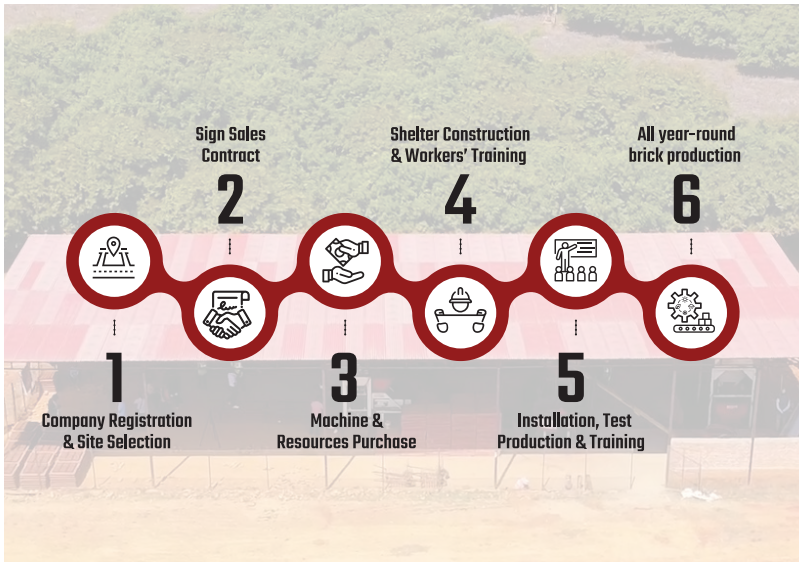 1
Company Registration
& Site Selection
Sign Sales
Contract
2
3
Machine &
Resources Purchase
Shelter Construction
& Workers' Training
4
5
Installation, Test
Production & Training
All year-round
brick production
6